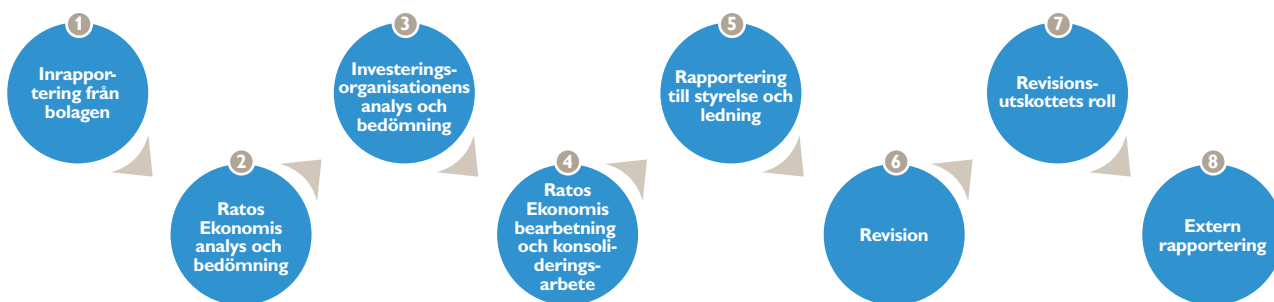 1
Inrappor-
tering från
bolagen
2
Ratos
Ekonomis
analys och
bedömning
3
Investerings-
organisationens
analys och
bedömning
4
Ratos
Ekonomis
bearbetning
och konsoli-
derings-
arbete
5
Rapportering
till styrelse och
ledning
6
Revision
7
Revisions-
utskottets roll
8
Extern
rapportering